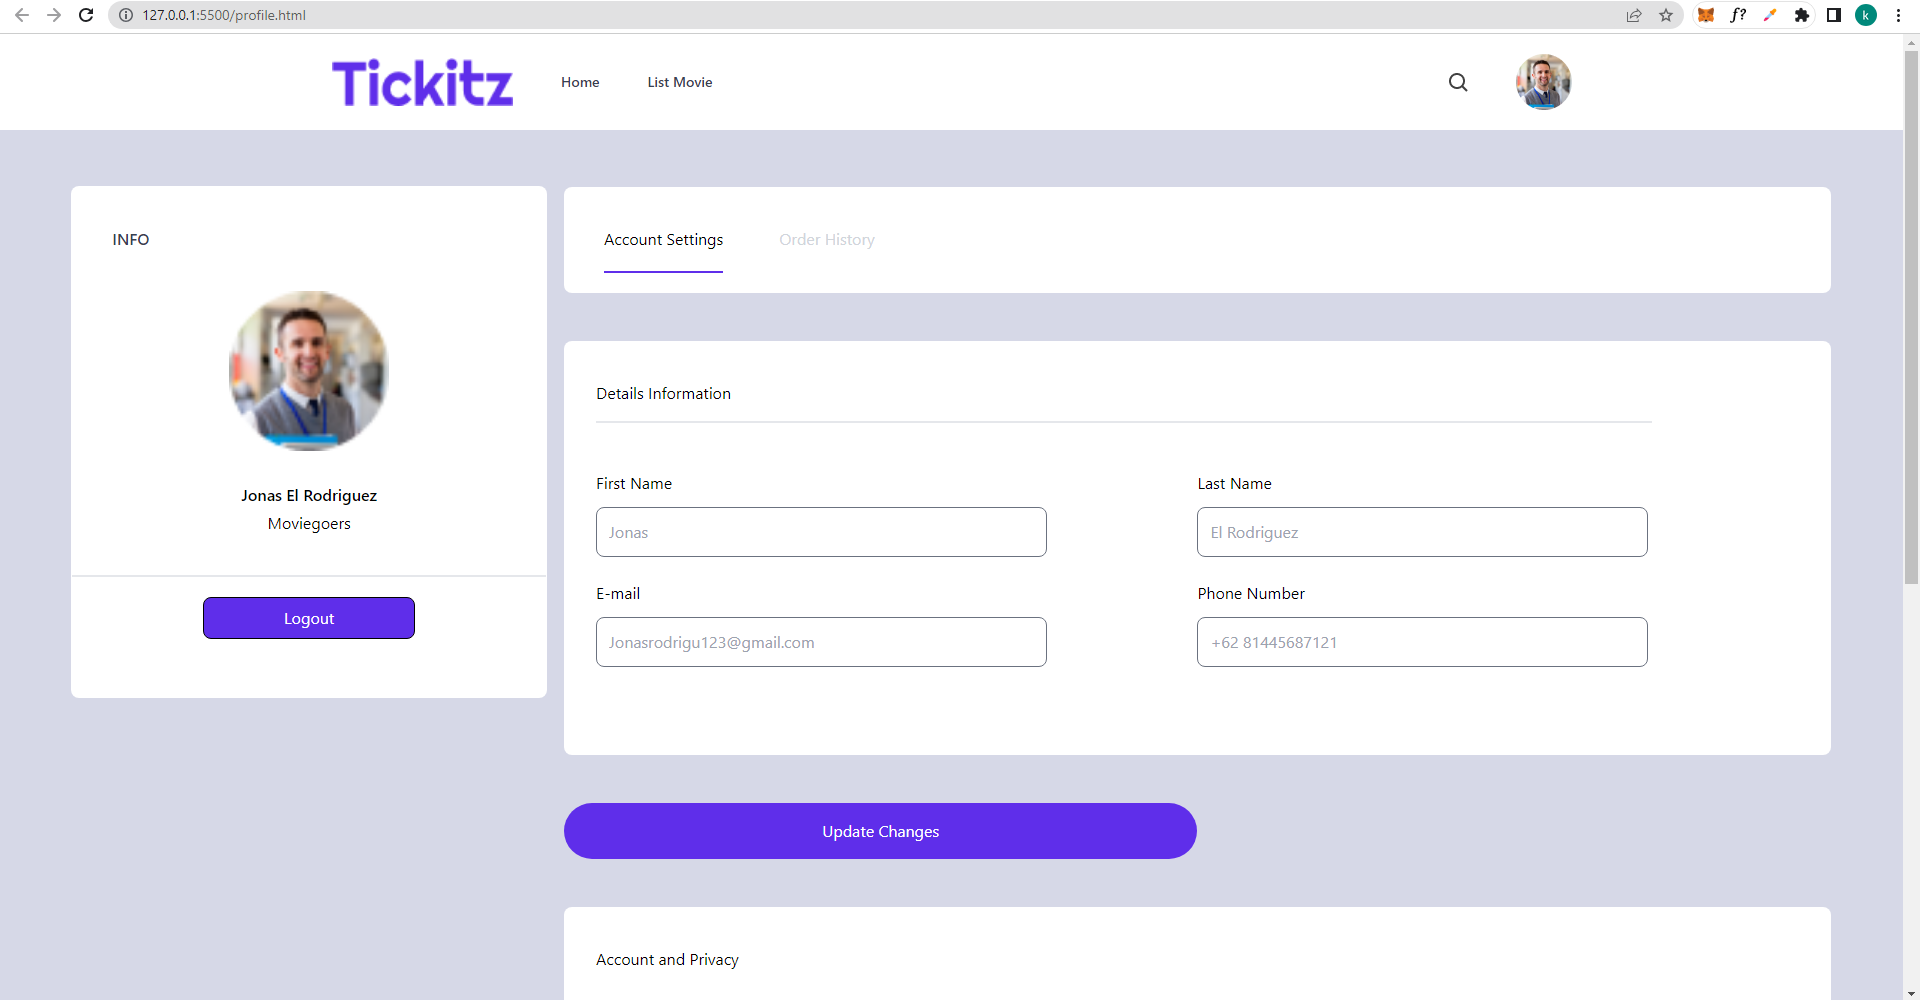 127.0.0.1:5500/profile.html
f?
k
Tickitz
Home
List Movie
INFO
Jonas El Rodriguez
Moviegoers
Logout
Account Settings
Order History
Details Information
First Name
Last Name
Jonas
El Rodriguez
E-mail
Phone Number
Jonasrodrigu123@gmail.com
+62 81445687121
Update Changes
Account and Privacy